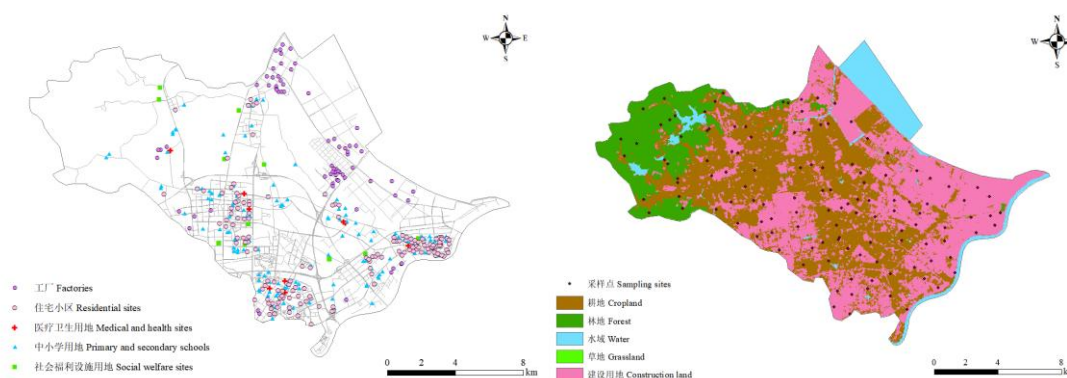 N
W
E
S
工厂 Factories
住宅小区 Residential sites
医疗卫生用地 Medical and health sites
中小学用地 Primary and secondary schools
社会福利设施用地 Social welfare sites
0 2 4 8
km
N
W
E
S
采样点 Sampling sites
耕地 Cropland
林地 Forest
水域 Water
草地 Grassland
建设用地 Construction land
0 2 4 8